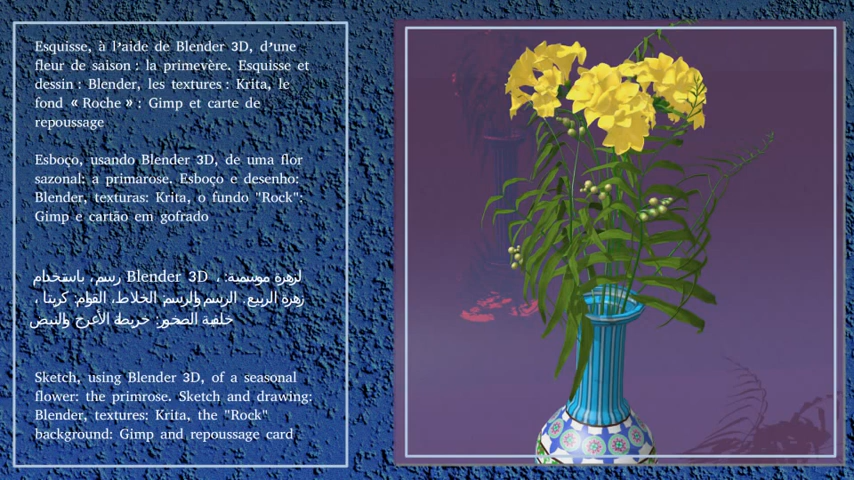 Esquisse, à l'aide de Blender 3D, d'une
fleur de saison : la primevère. Esquisse et
dessin : Blender, les textures : Krita, le
fond « Roche » : Gimp et carte de
repoussage
Esboço, usando Blender 3D, de uma flor
sazonal: a primarose. Esboço e desenho:
Blender, texturas: Krita, o fundo "Rock":
Gimp e cartão em gofrado
لزهرة موسمية: ، Blender 3D رسم، باستخدام
زهرة الربيع. الرسم والرسم: الخلاط، القوام: كريتا ،
خلفية الصخور: خريطة الأعرج والنبض
Sketch, using Blender 3D, of a seasonal
flower: the primrose. Sketch and drawing:
Blender, textures: Krita, the "Rock"
background: Gimp and repoussage card